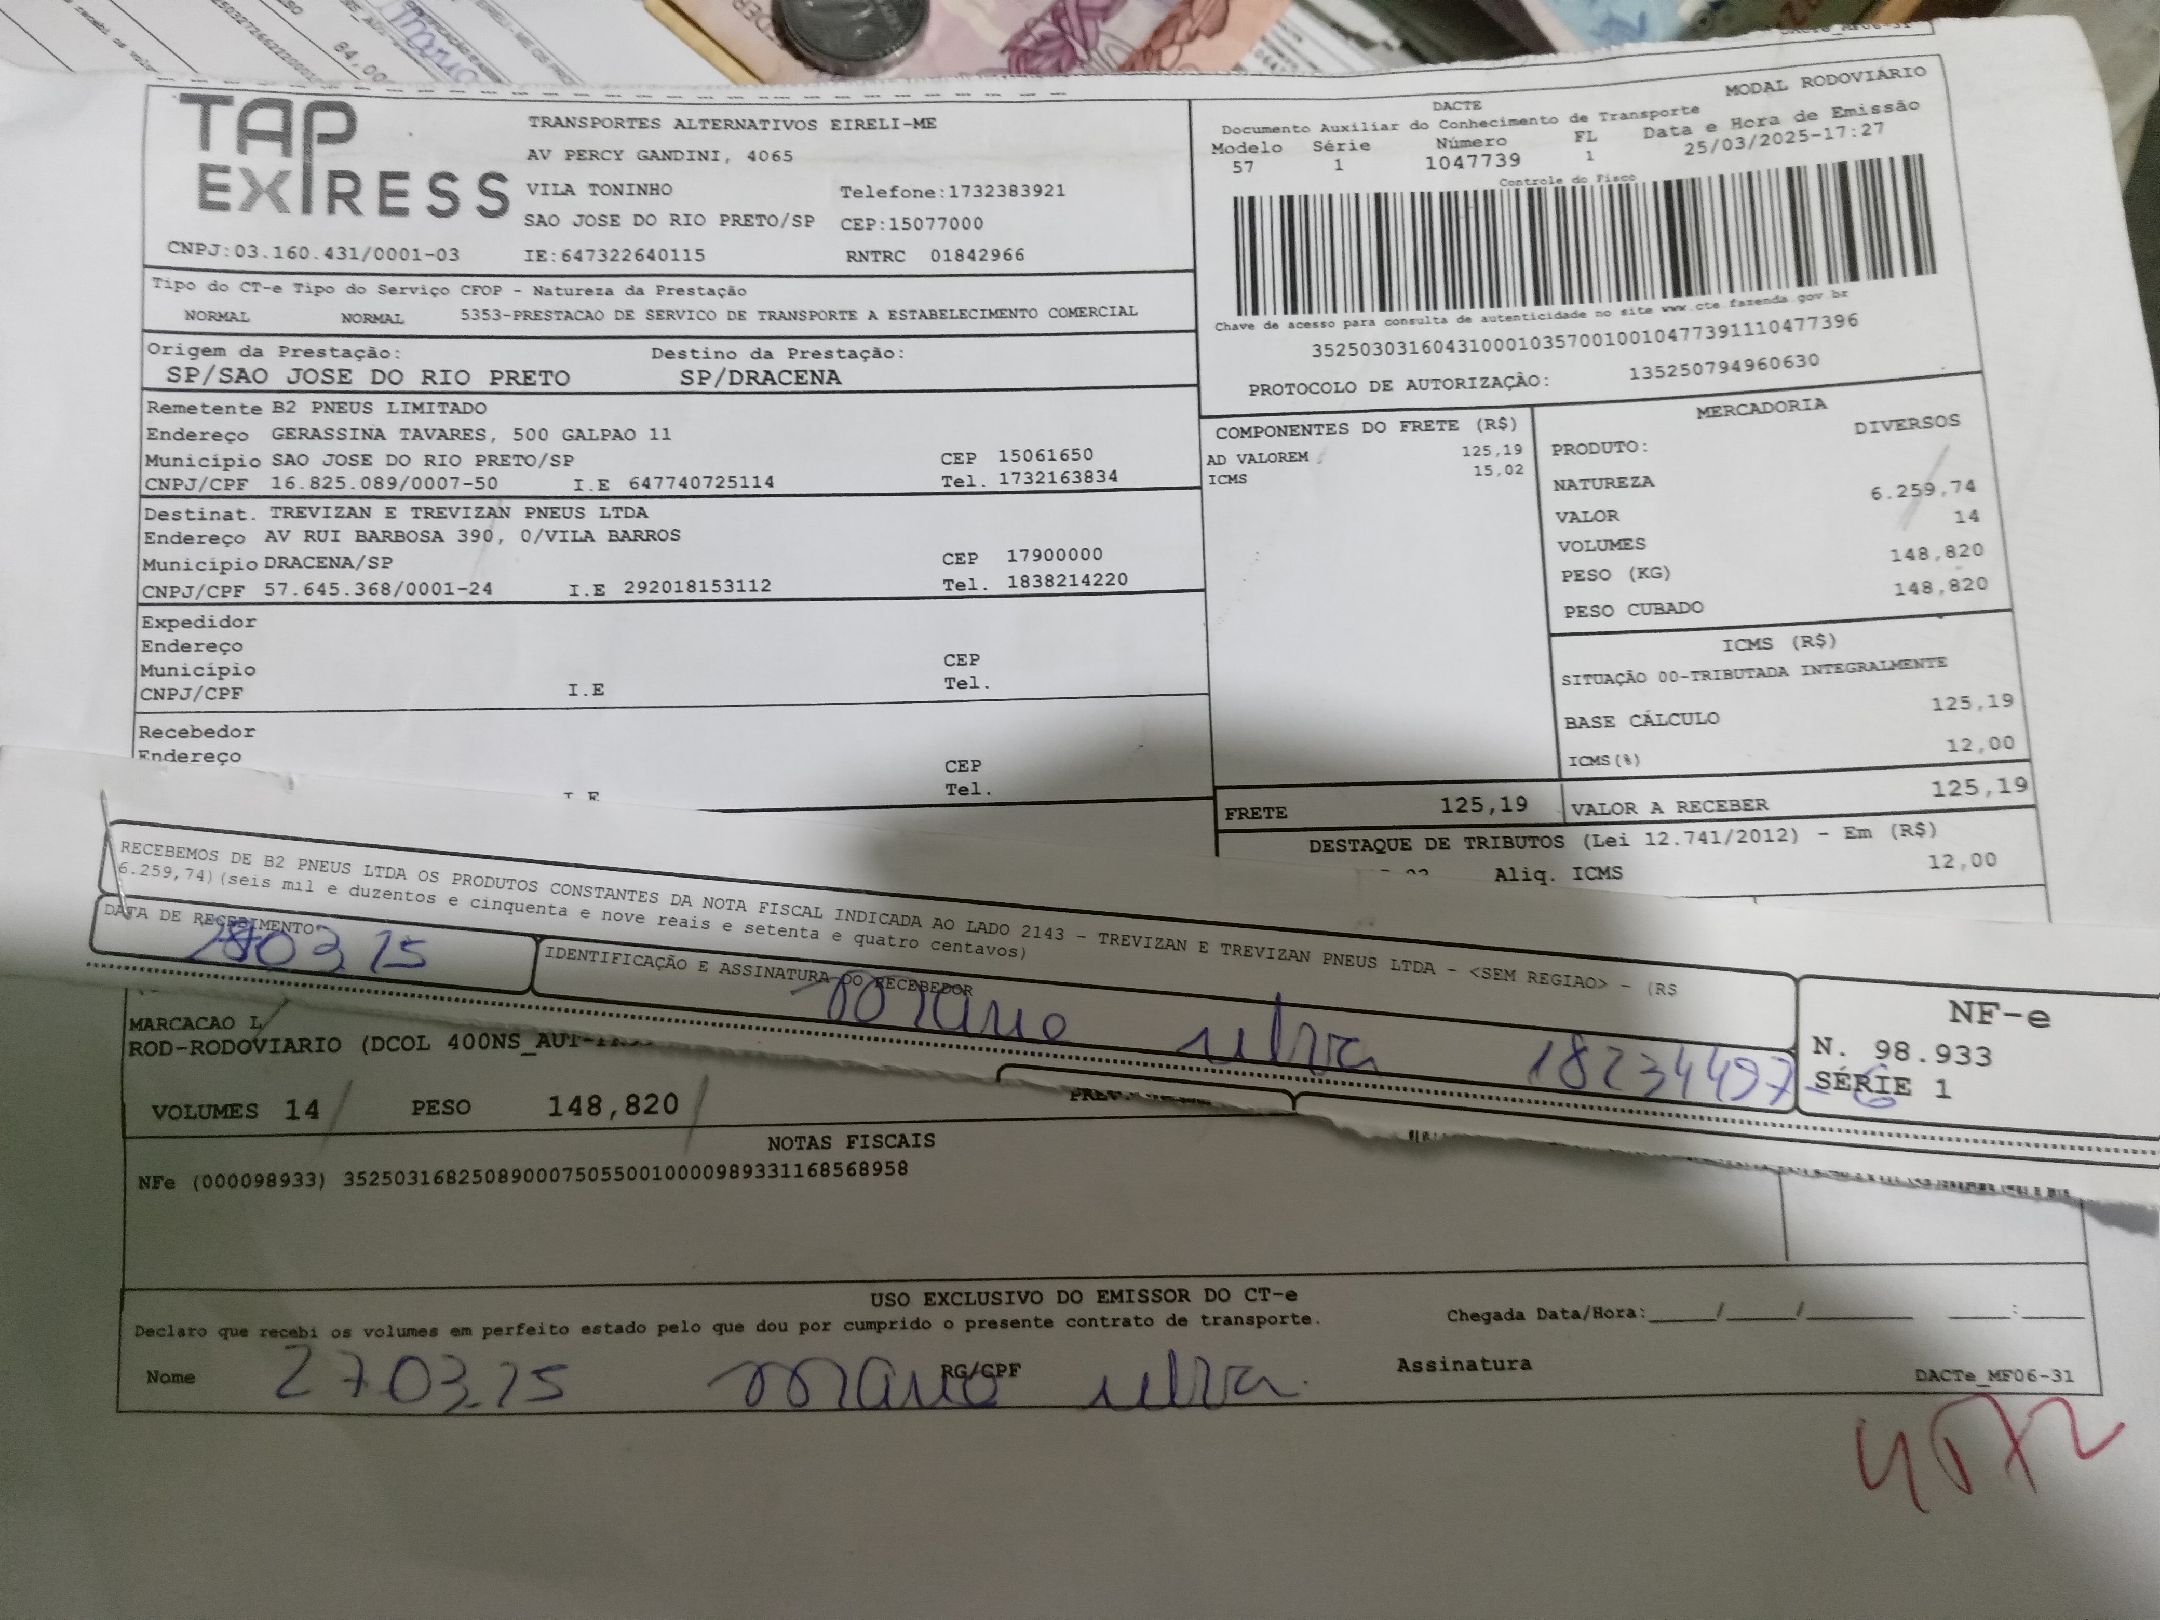 TAP EXPRESS
TRANSPORTES ALTERNATIVOS EIRELI-ME
AV PERCY GANDINI, 4065
VILA TONINHO Telefone:1732383921
SAO JOSE DO RIO PRETO/SP CEP:15077000
CNPJ:03.160.431/0001-03 IE:647322640115 RNTRC 01842966
DACTE MODAL RODOVIÁRIO
Documento Auxiliar do Conhecimento de Transporte
Modelo Série Número FL Data e Hora de Emissão
57 1 1047739 1 25/03/2025-17:27
Controle do Fisco
Chave de acesso para consulta de autenticidade no site www.cte.fazenda.gov.br
35250303160431000103570010010477391110477396
PROTOCOLO DE AUTORIZAÇÃO: 135250794960630
Tipo do CT-e Tipo do Serviço CFOP - Natureza da Prestação
NORMAL NORMAL 5353-PRESTACAO DE SERVICO DE TRANSPORTE A ESTABELECIMENTO COMERCIAL
Origem da Prestação: Destino da Prestação:
SP/SAO JOSE DO RIO PRETO SP/DRACENA
Remetente B2 PNEUS LIMITADO
Endereço GERASSINA TAVARES, 500 GALPAO 11
Município SAO JOSE DO RIO PRETO/SP CEP 15061650
CNPJ/CPF 16.825.089/0007-50 I.E 647740725114 Tel. 1732163834
Destinat. TREVIZAN E TREVIZAN PNEUS LTDA
Endereço AV RUI BARBOSA 390, 0/VILA BARROS
Município DRACENA/SP CEP 17900000
CNPJ/CPF 57.645.368/0001-24 I.E 292018153112 Tel. 1838214220
Expedidor
Endereço
Município CEP
CNPJ/CPF I.E Tel.
Recebedor
Endereço CEP
I.E Tel.
COMPONENTES DO FRETE (R$)
AD VALOREM 125,19
ICMS 15,02
MERCADORIA
PRODUTO: DIVERSOS
NATUREZA
VALOR 6.259,74
VOLUMES 14
PESO (KG) 148,820
PESO CUBADO 148,820
ICMS (R$)
SITUAÇÃO 00-TRIBUTADA INTEGRALMENTE
BASE CÁLCULO 125,19
ICMS(%) 12,00
FRETE 125,19 VALOR A RECEBER 125,19
DESTAQUE DE TRIBUTOS (Lei 12.741/2012) - Em (R$)
Aliq. ICMS 12,00
RECEBEMOS DE B2 PNEUS LTDA OS PRODUTOS CONSTANTES DA NOTA FISCAL INDICADA AO LADO 2143 - TREVIZAN E TREVIZAN PNEUS LTDA - <SEM REGIAO> - (R$
6.259,74)(seis mil e duzentos e cinquenta e nove reais e setenta e quatro centavos)
DATA DE RECEBIMENTO IDENTIFICAÇÃO E ASSINATURA DO RECEBEDOR
NF-e
N. 98.933
SÉRIE 1
MARCACAO L
ROD-RODOVIARIO (DCOL 400NS_AUT-
VOLUMES 14 PESO 148,820
NOTAS FISCAIS
NFe (000098933) 35250316825089000750550010000989331168568958
USO EXCLUSIVO DO EMISSOR DO CT-e
Declaro que recebi os volumes em perfeito estado pelo que dou por cumprido o presente contrato de transporte. Chegada Data/Hora:____/____/______ ____:____
Nome 27 03 25 RG/CPF Assinatura DACTe_MF06-31